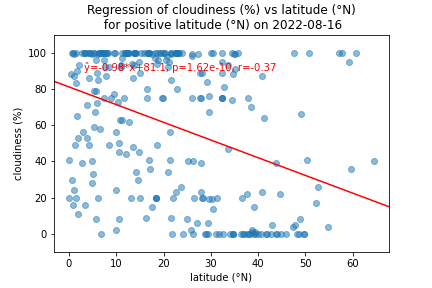 Regression of cloudiness (%) vs latitude (°N)
for positive latitude (°N) on 2022-08-16
ŷ=-0.98*x+81.1, p=1.62e-10, r=-0.37
100
80
60
40
20
0
cloudiness (%)
0 10 20 30 40 50 60
latitude (°N)